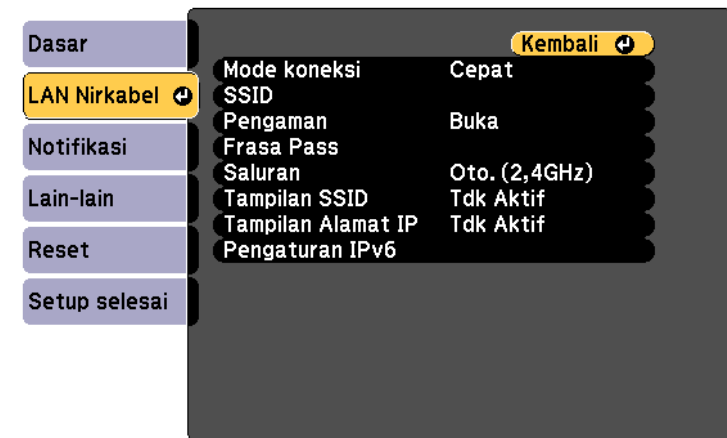 Dasar
LAN Nirkabel
Notifikasi
Lain-lain
Reset
Setup selesai
Kembali
Mode koneksi Cepat
SSID
Pengaman Buka
Frasa Pass
Saluran Oto. (2,4GHz)
Tampilan SSID Tdk Aktif
Tampilan Alamat IP Tdk Aktif
Pengaturan IPv6